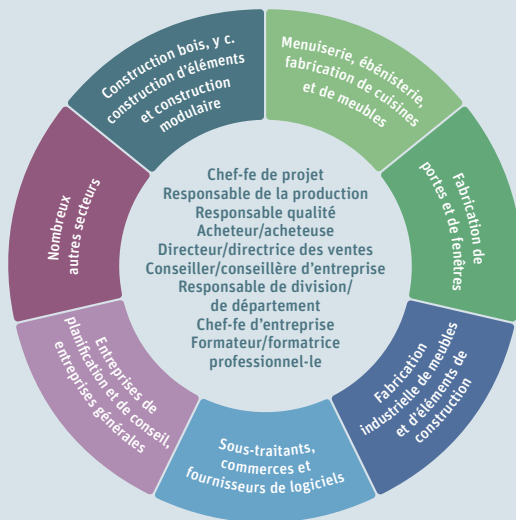 Construction bois, y c.
construction d'éléments
et construction
modulaire
Menuiserie, ébénisterie,
fabrication de cuisines
et de meubles
Fabrication de
portes et de fenêtres
Fabrication
industrielle de meubles
et d'éléments de
construction
Sous-traitants,
commerces et
fournisseurs de logiciels
Entreprises de
planification et de conseil,
entreprises générales
Nombreux
autres secteurs
Chef-fe de projet
Responsable de la production
Responsable qualité
Acheteur/acheteuse
Directeur/directrice des ventes
Conseiller/conseillère d'entreprise
Responsable de division/
de département
Chef-fe d'entreprise
Formateur/formatrice
professionnel-le